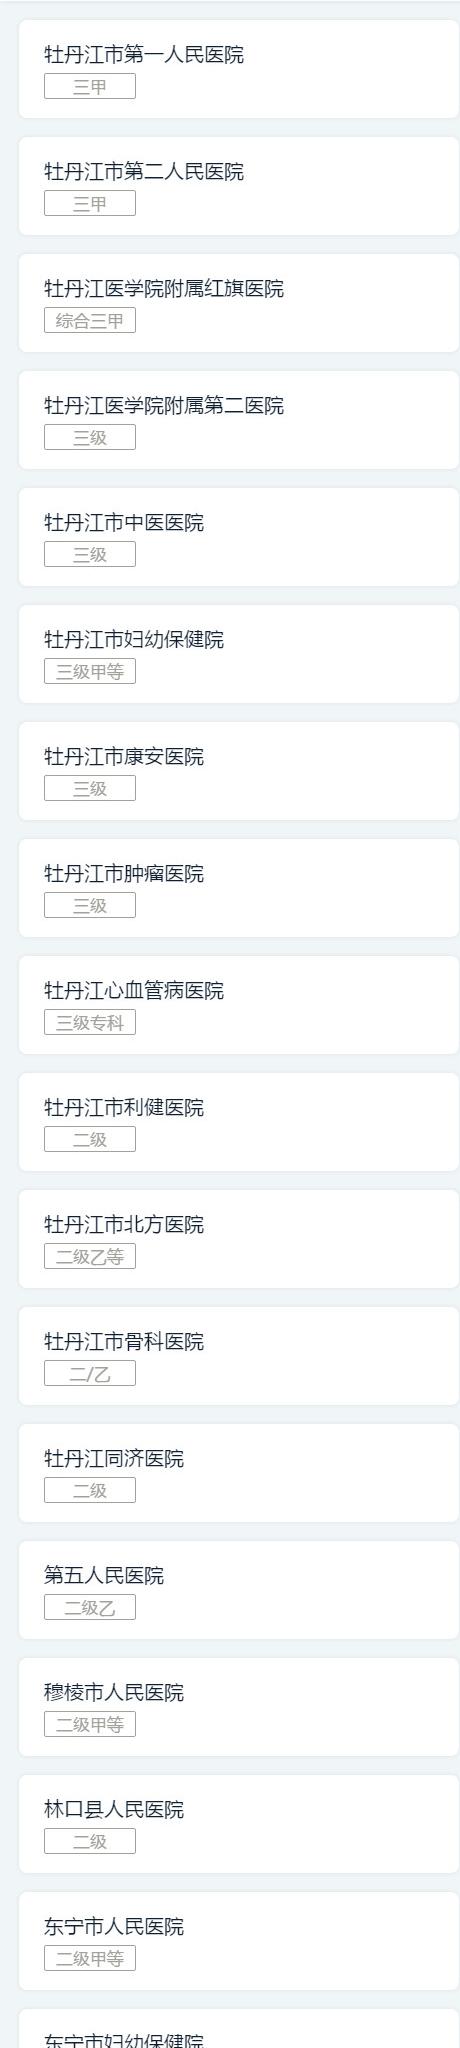 牡丹江市第一人民医院
三甲
牡丹江市第二人民医院
三甲
牡丹江医学院附属红旗医院
综合三甲
牡丹江医学院附属第二医院
三级
牡丹江市中医医院
三级
牡丹江市妇幼保健院
三级甲等
牡丹江市康安医院
三级
牡丹江市肿瘤医院
三级
牡丹江心血管病医院
三级专科
牡丹江市利健医院
二级
牡丹江市北方医院
二级乙等
牡丹江市骨科医院
二/乙
牡丹江同济医院
二级
第五人民医院
二级乙
穆棱市人民医院
二级甲等
林口县人民医院
二级
东宁市人民医院
二级甲等
东宁市妇幼保健院